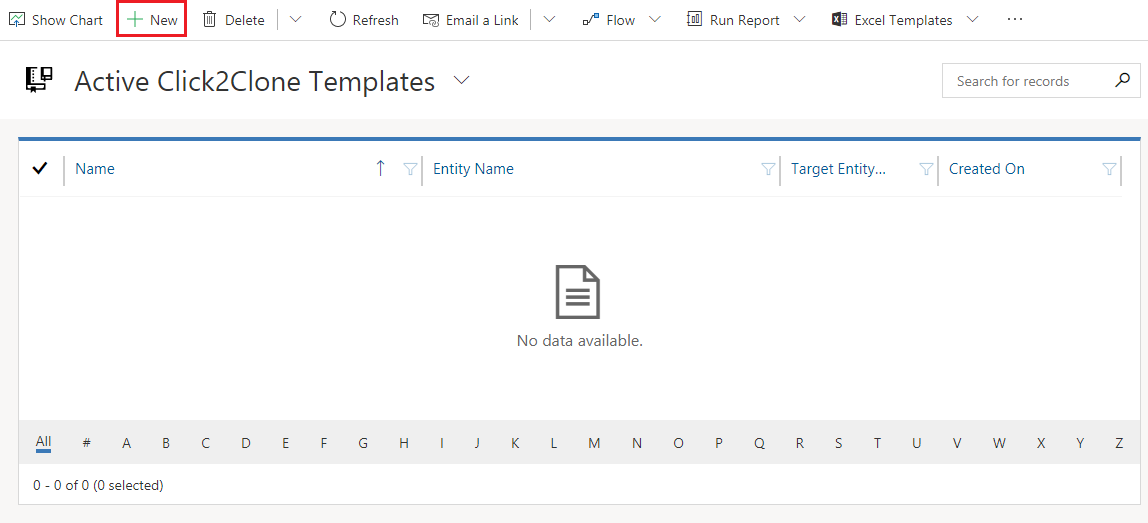 Show Chart New Delete Refresh Email a Link Flow Run Report Excel Templates ...
Active Click2Clone Templates
Search for records
Name Entity Name Target Entity... Created On
No data available.
All # A B C D E F G H I J K L M N O P Q R S T U V W X Y Z
0 - 0 of 0 (0 selected)